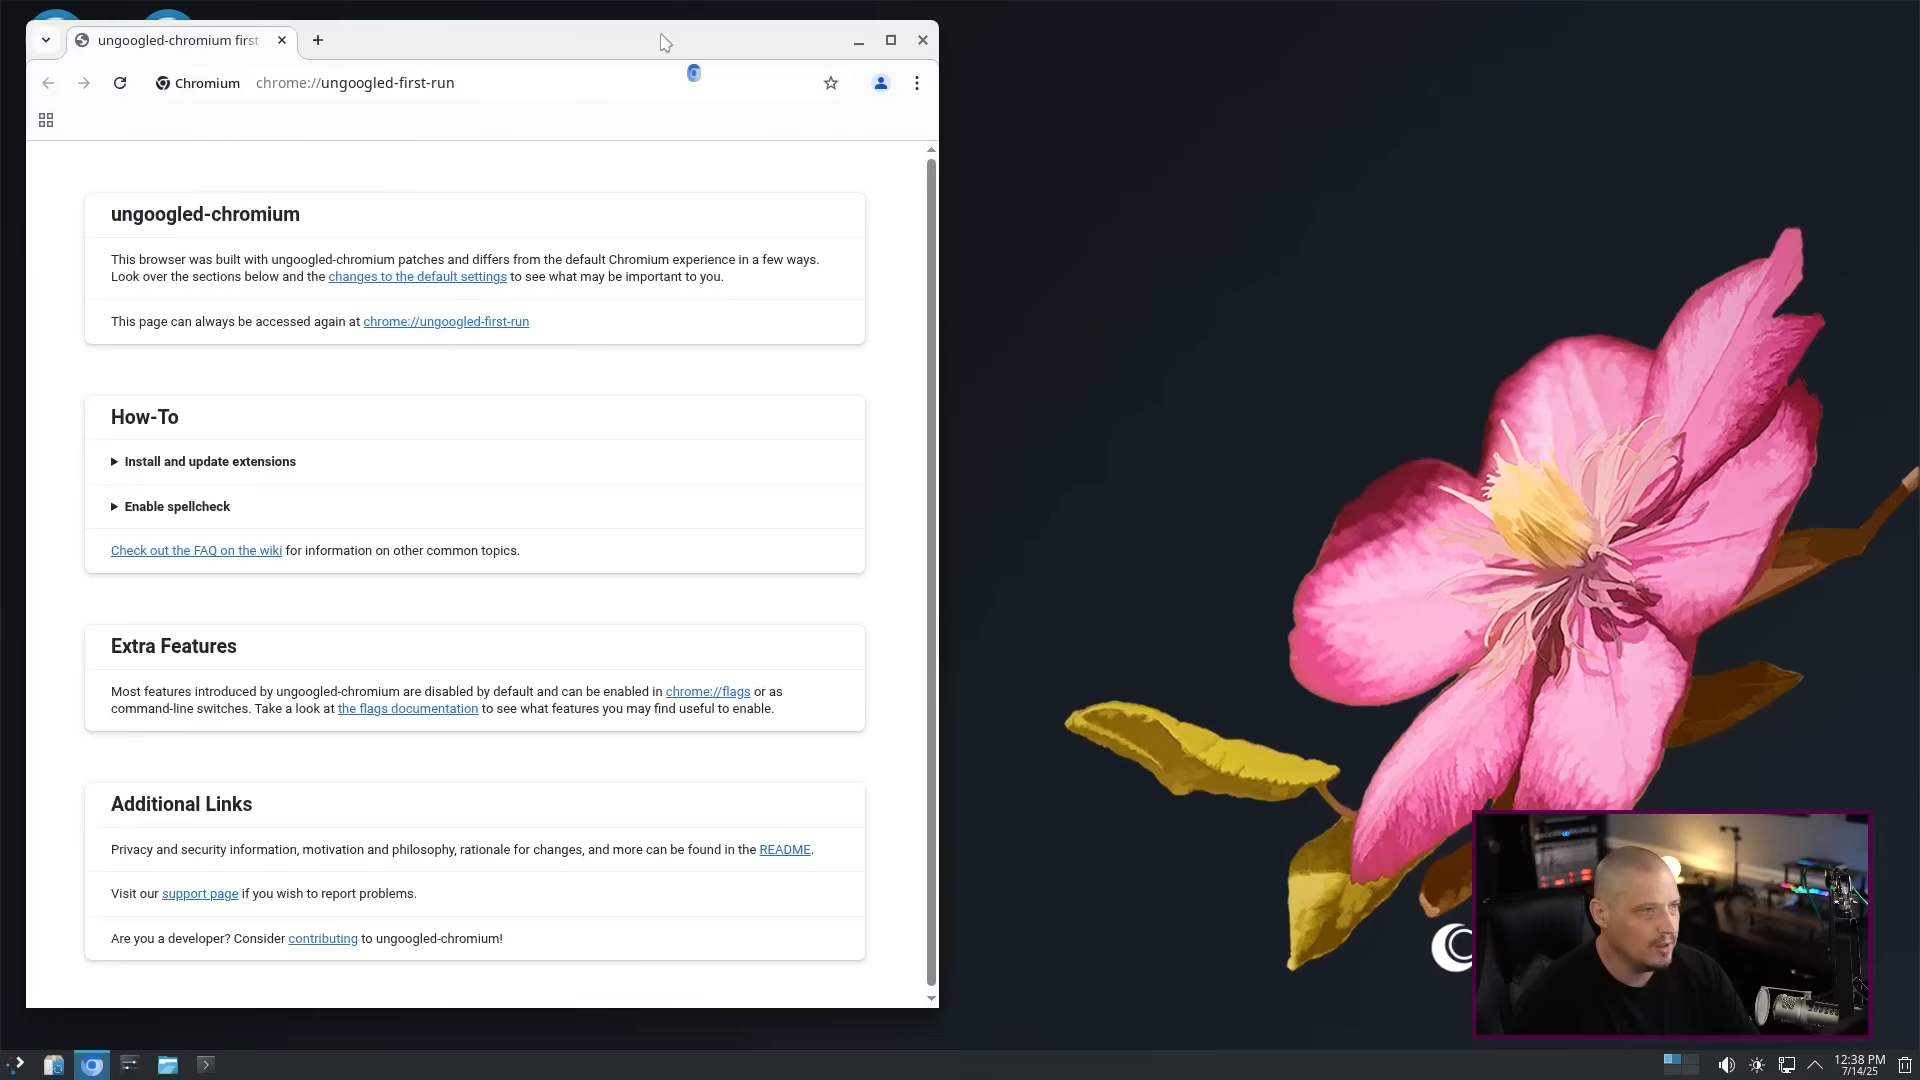 ungoogled-chromium first
Chromium
chrome://ungoogled-first-run
ungoogled-chromium
This browser was built with ungoogled-chromium patches and differs from the default Chromium experience in a few ways.
Look over the sections below and the changes to the default settings to see what may be important to you.
This page can always be accessed again at chrome://ungoogled-first-run
How-To
Install and update extensions
Enable spellcheck
Check out the FAQ on the wiki for information on other common topics.
Extra Features
Most features introduced by ungoogled-chromium are disabled by default and can be enabled in chrome://flags or as
command-line switches. Take a look at the flags documentation to see what features you may find useful to enable.
Additional Links
Privacy and security information, motivation and philosophy, rationale for changes, and more can be found in the README.
Visit our support page if you wish to report problems.
Are you a developer? Consider contributing to ungoogled-chromium!
12:38 PM
7/14/25